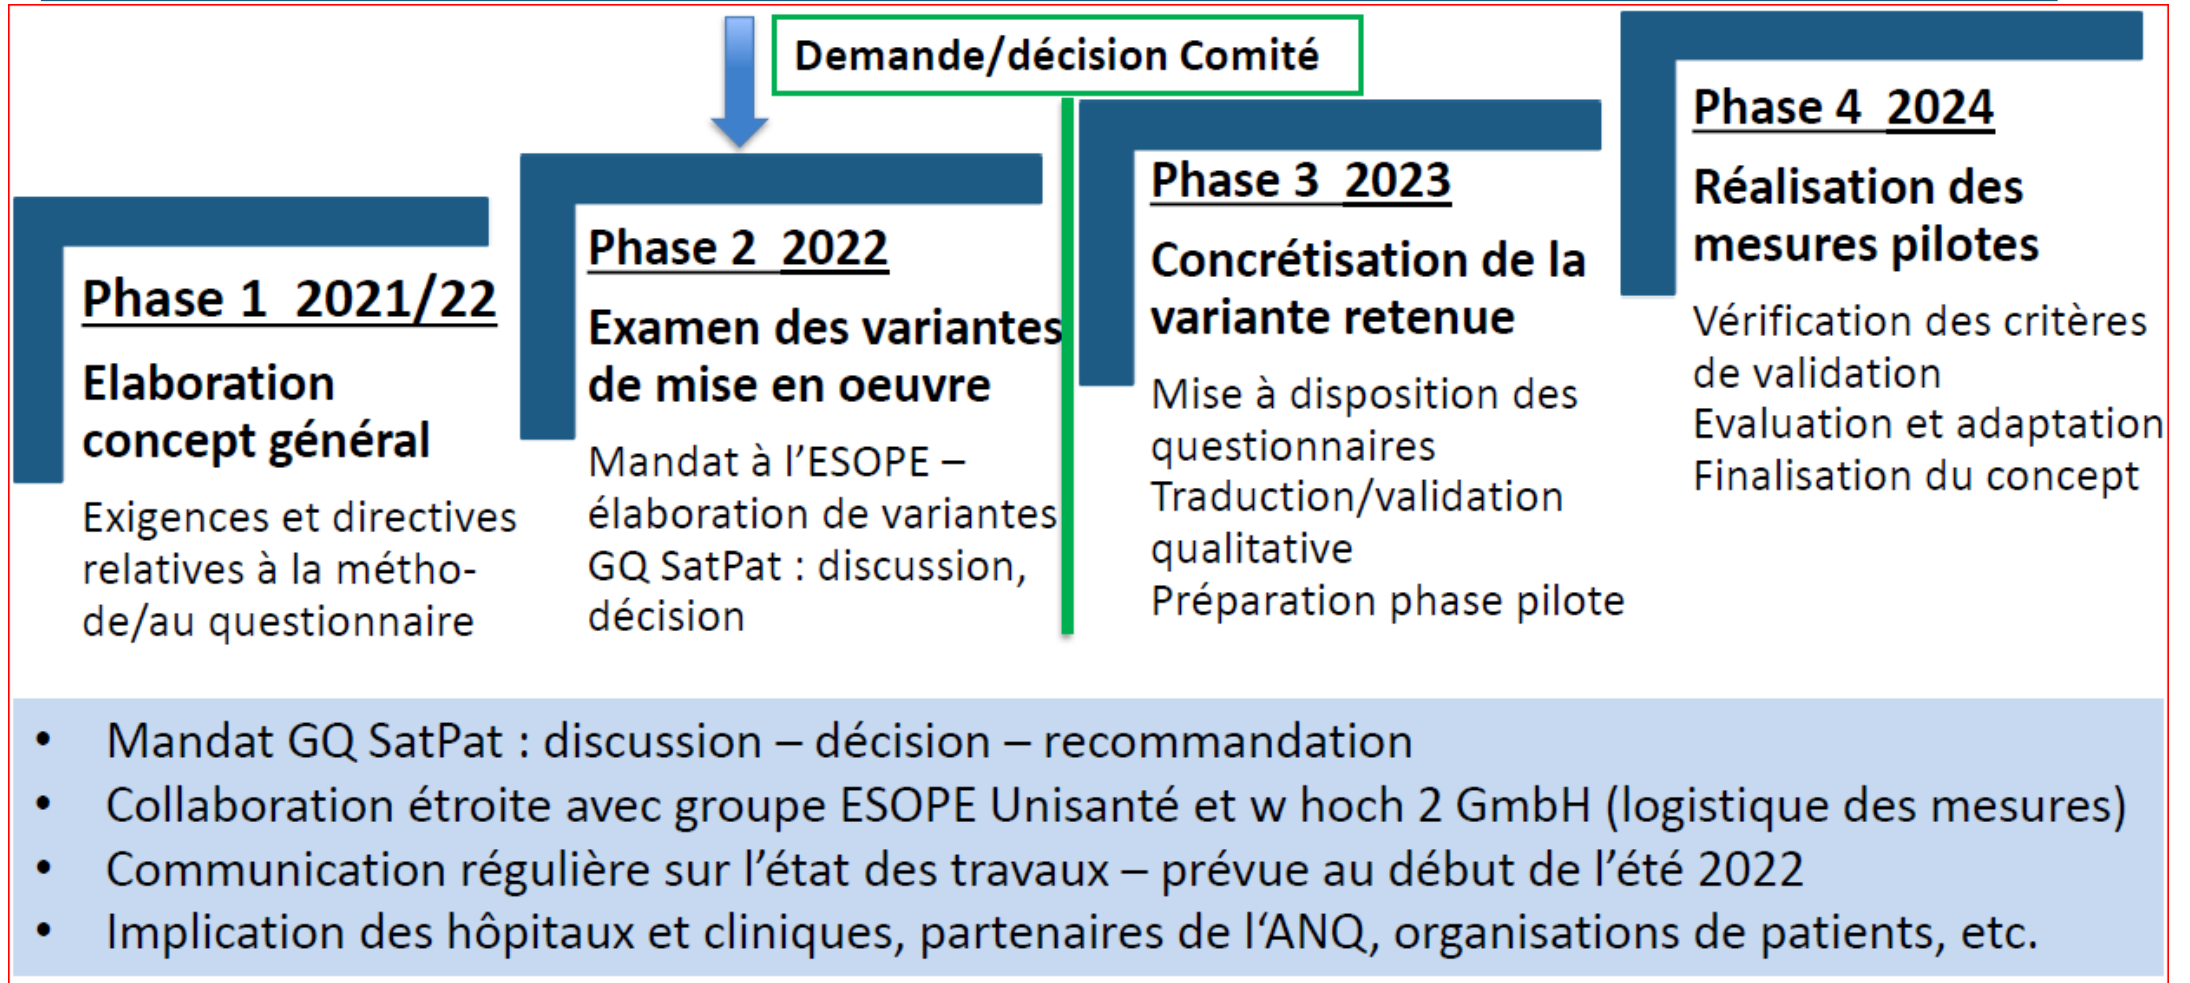 Demande/décision Comité
Phase 1  2021/22
Elaboration
concept général
Exigences et directives
relatives à la métho-
de/au questionnaire
Phase 2  2022
Examen des variantes
de mise en oeuvre
Mandat à l’ESOPE –
élaboration de variantes
GQ SatPat : discussion,
décision
Phase 3  2023
Concrétisation de la
variante retenue
Mise à disposition des
questionnaires
Traduction/validation
qualitative
Préparation phase pilote
Phase 4  2024
Réalisation des
mesures pilotes
Vérification des critères
de validation
Evaluation et adaptation
Finalisation du concept
• Mandat GQ SatPat : discussion – décision – recommandation
• Collaboration étroite avec groupe ESOPE Unisanté et w hoch 2 GmbH (logistique des mesures)
• Communication régulière sur l’état des travaux – prévue au début de l’été 2022
• Implication des hôpitaux et cliniques, partenaires de l‘ANQ, organisations de patients, etc.